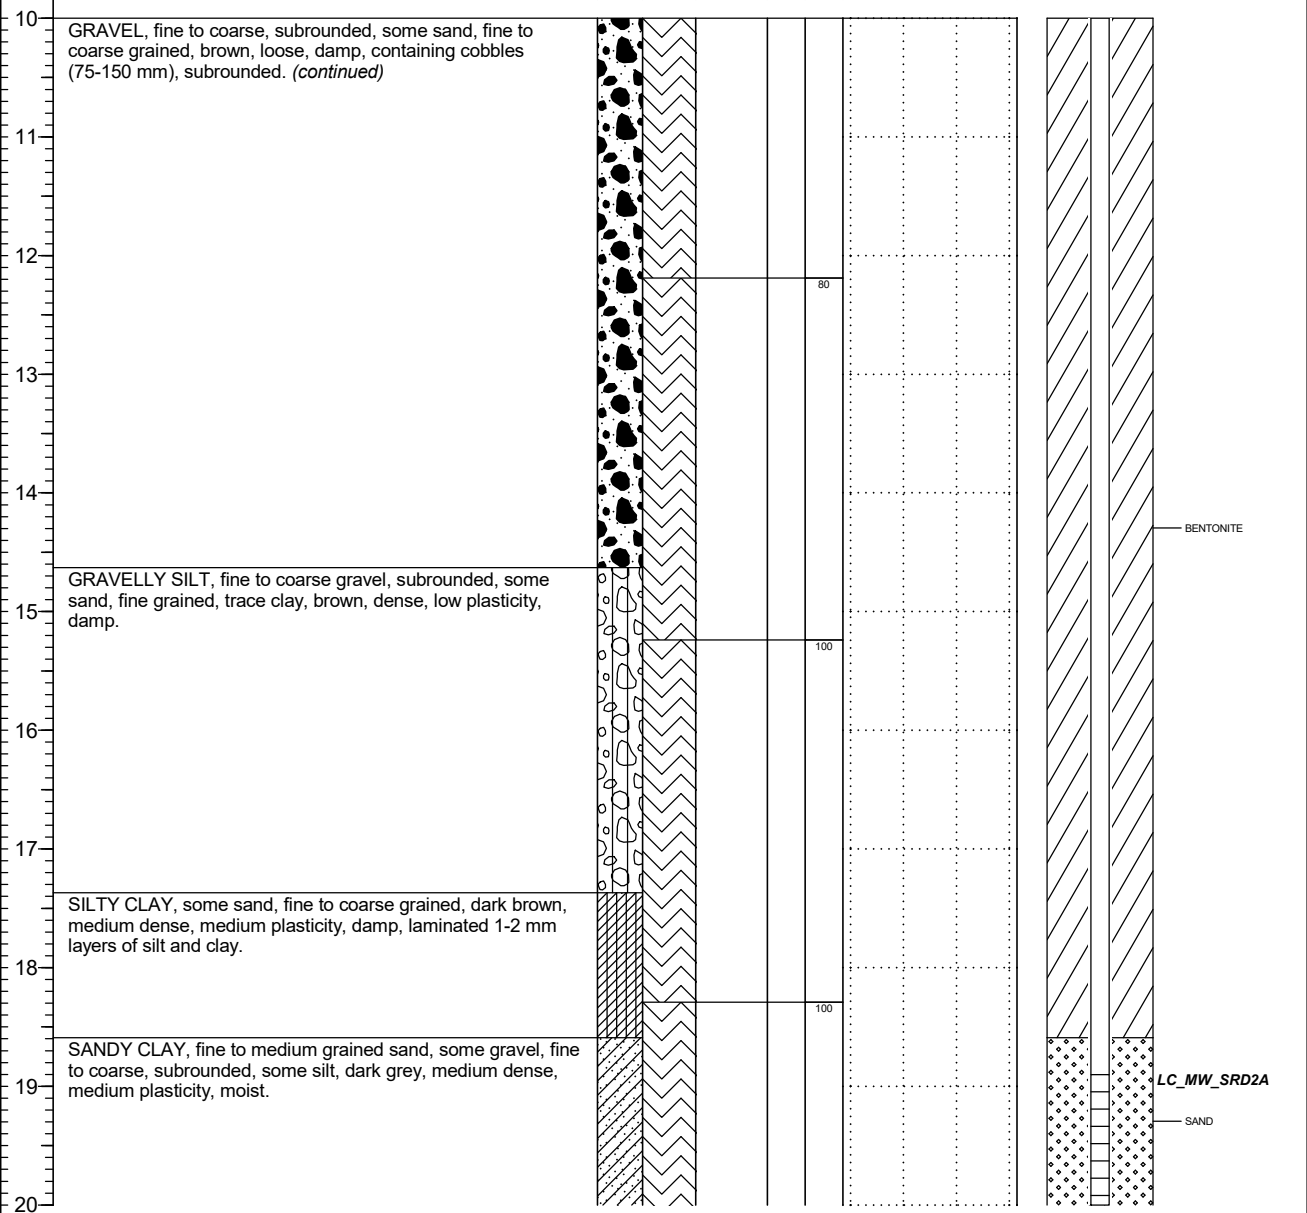 10
GRAVEL, fine to coarse, subrounded, some sand, fine to
coarse grained, brown, loose, damp, containing cobbles
(75-150 mm), subrounded. (continued)
11
12
80
13
14
BENTONITE
GRAVELLY SILT, fine to coarse gravel, subrounded, some
sand, fine grained, trace clay, brown, dense, low plasticity,
damp.
15
100
16
17
SILTY CLAY, some sand, fine to coarse grained, dark brown,
medium dense, medium plasticity, damp, laminated 1-2 mm
layers of silt and clay.
18
100
SANDY CLAY, fine to medium grained sand, some gravel, fine
to coarse, subrounded, some silt, dark grey, medium dense,
medium plasticity, moist.
19
LC_MW_SRD2A
SAND
20